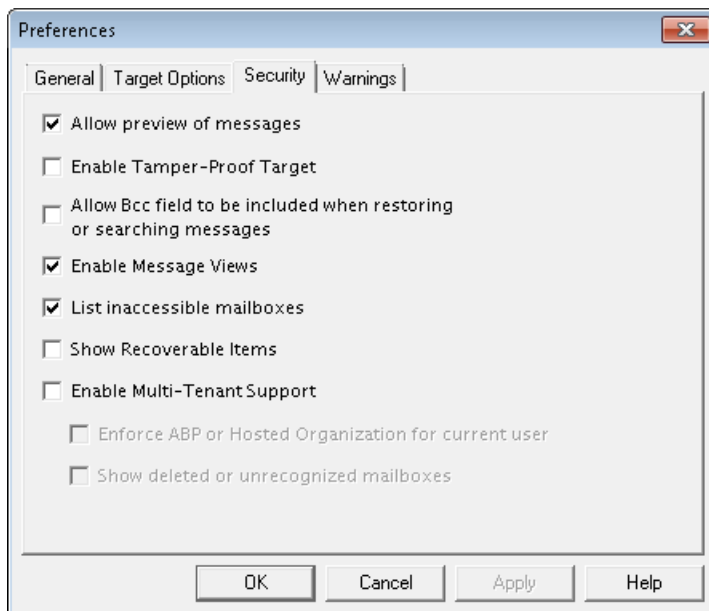 Preferences
General Target Options Security Warnings
Allow preview of messages
Enable Tamper-Proof Target
Allow Bcc field to be included when restoring
or searching messages
Enable Message Views
List inaccessible mailboxes
Show Recoverable Items
Enable Multi-Tenant Support
Enforce ABP or Hosted Organization for current user
Show deleted or unrecognized mailboxes
OK Cancel Apply Help